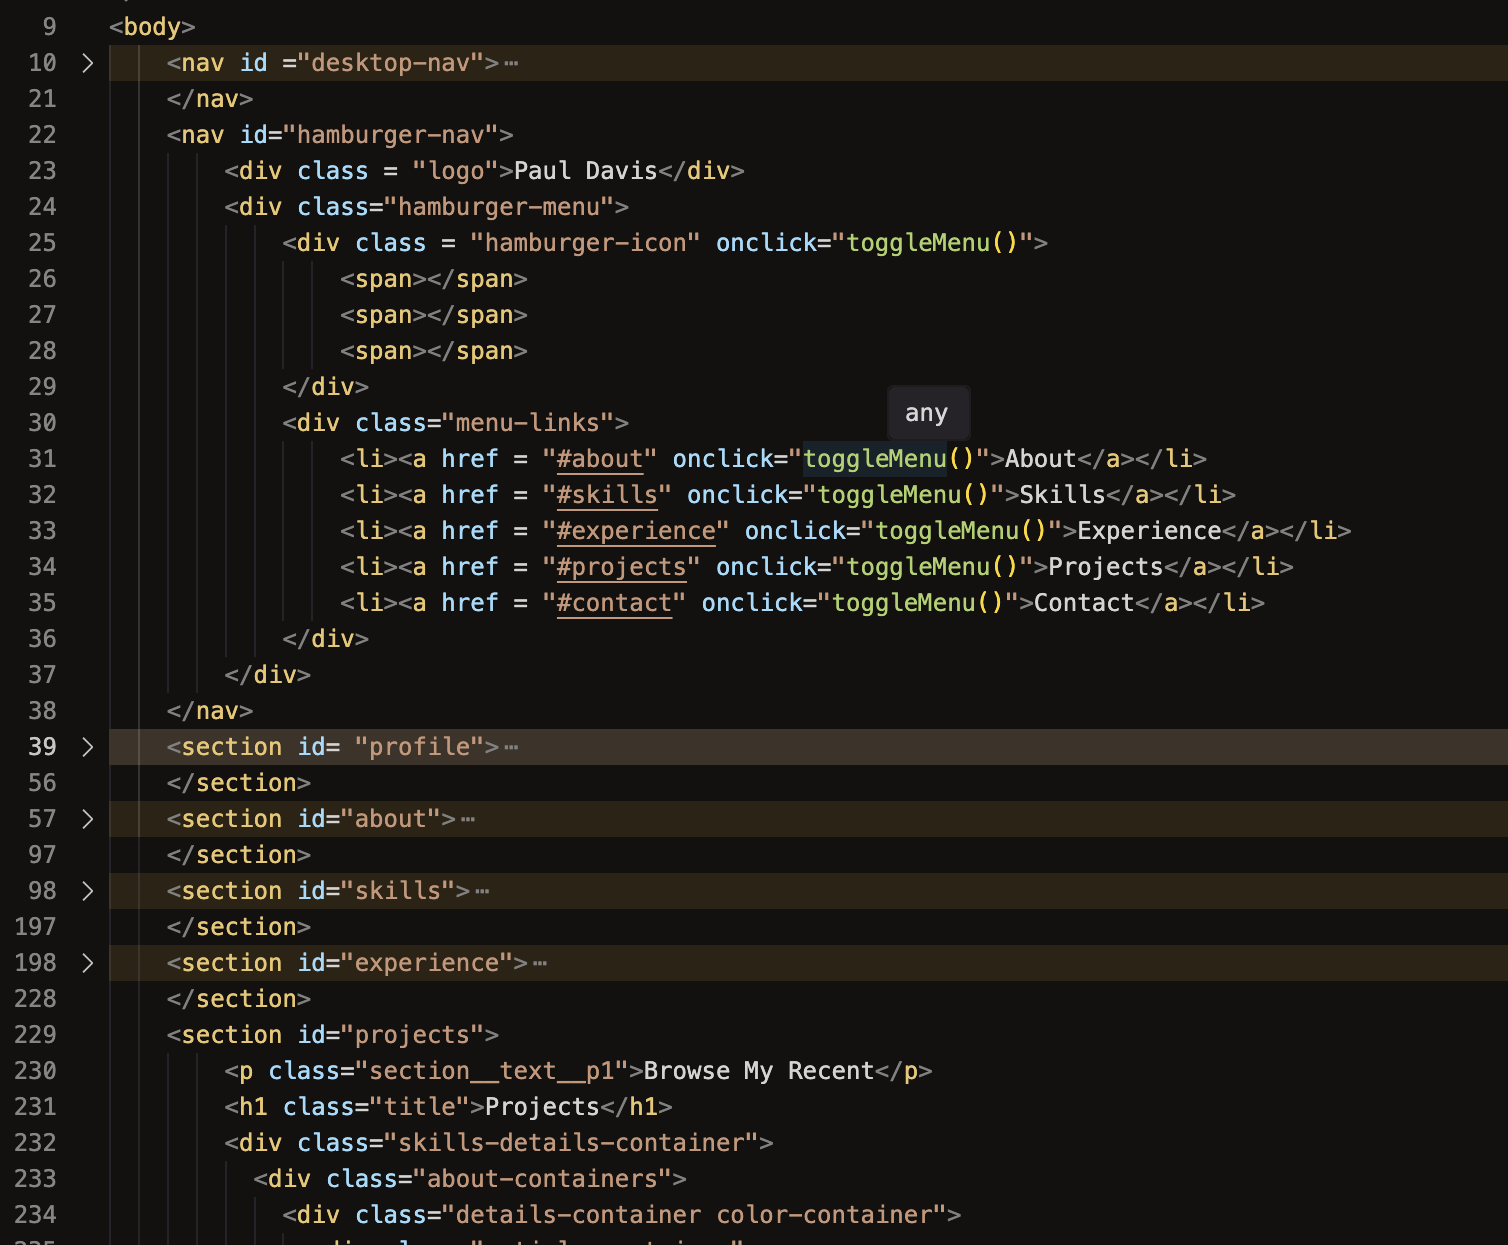 9 <body>
10 <nav id ="desktop-nav">⋯
21 </nav>
22 <nav id="hamburger-nav">
23 <div class = "logo">Paul Davis</div>
24 <div class="hamburger-menu">
25 <div class = "hamburger-icon" onclick="toggleMenu()">
26 <span></span>
27 <span></span>
28 <span></span>
29 </div>
30 <div class="menu-links">
any
31 <li><a href = "#about" onclick="toggleMenu()">About</a></li>
32 <li><a href = "#skills" onclick="toggleMenu()">Skills</a></li>
33 <li><a href = "#experience" onclick="toggleMenu()">Experience</a></li>
34 <li><a href = "#projects" onclick="toggleMenu()">Projects</a></li>
35 <li><a href = "#contact" onclick="toggleMenu()">Contact</a></li>
36 </div>
37 </div>
38 </nav>
39 <section id= "profile">⋯
56 </section>
57 <section id="about">⋯
97 </section>
98 <section id="skills">⋯
197 </section>
198 <section id="experience">⋯
228 </section>
229 <section id="projects">
230 <p class="section__text__p1">Browse My Recent</p>
231 <h1 class="title">Projects</h1>
232 <div class="skills-details-container">
233 <div class="about-containers">
234 <div class="details-container color-container">